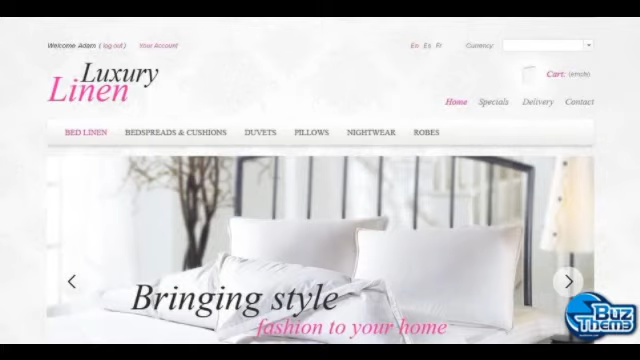 Welcome Adam ( log out ) Your Account
En Es Fr
Currency:
Luxury
Linen
Cart: (empty)
Home Specials Delivery Contact
BED LINEN BEDSPREADS & CUSHIONS DUVETS PILLOWS NIGHTWEAR ROBES
Bringing style
fashion to your home
Buz
Them3